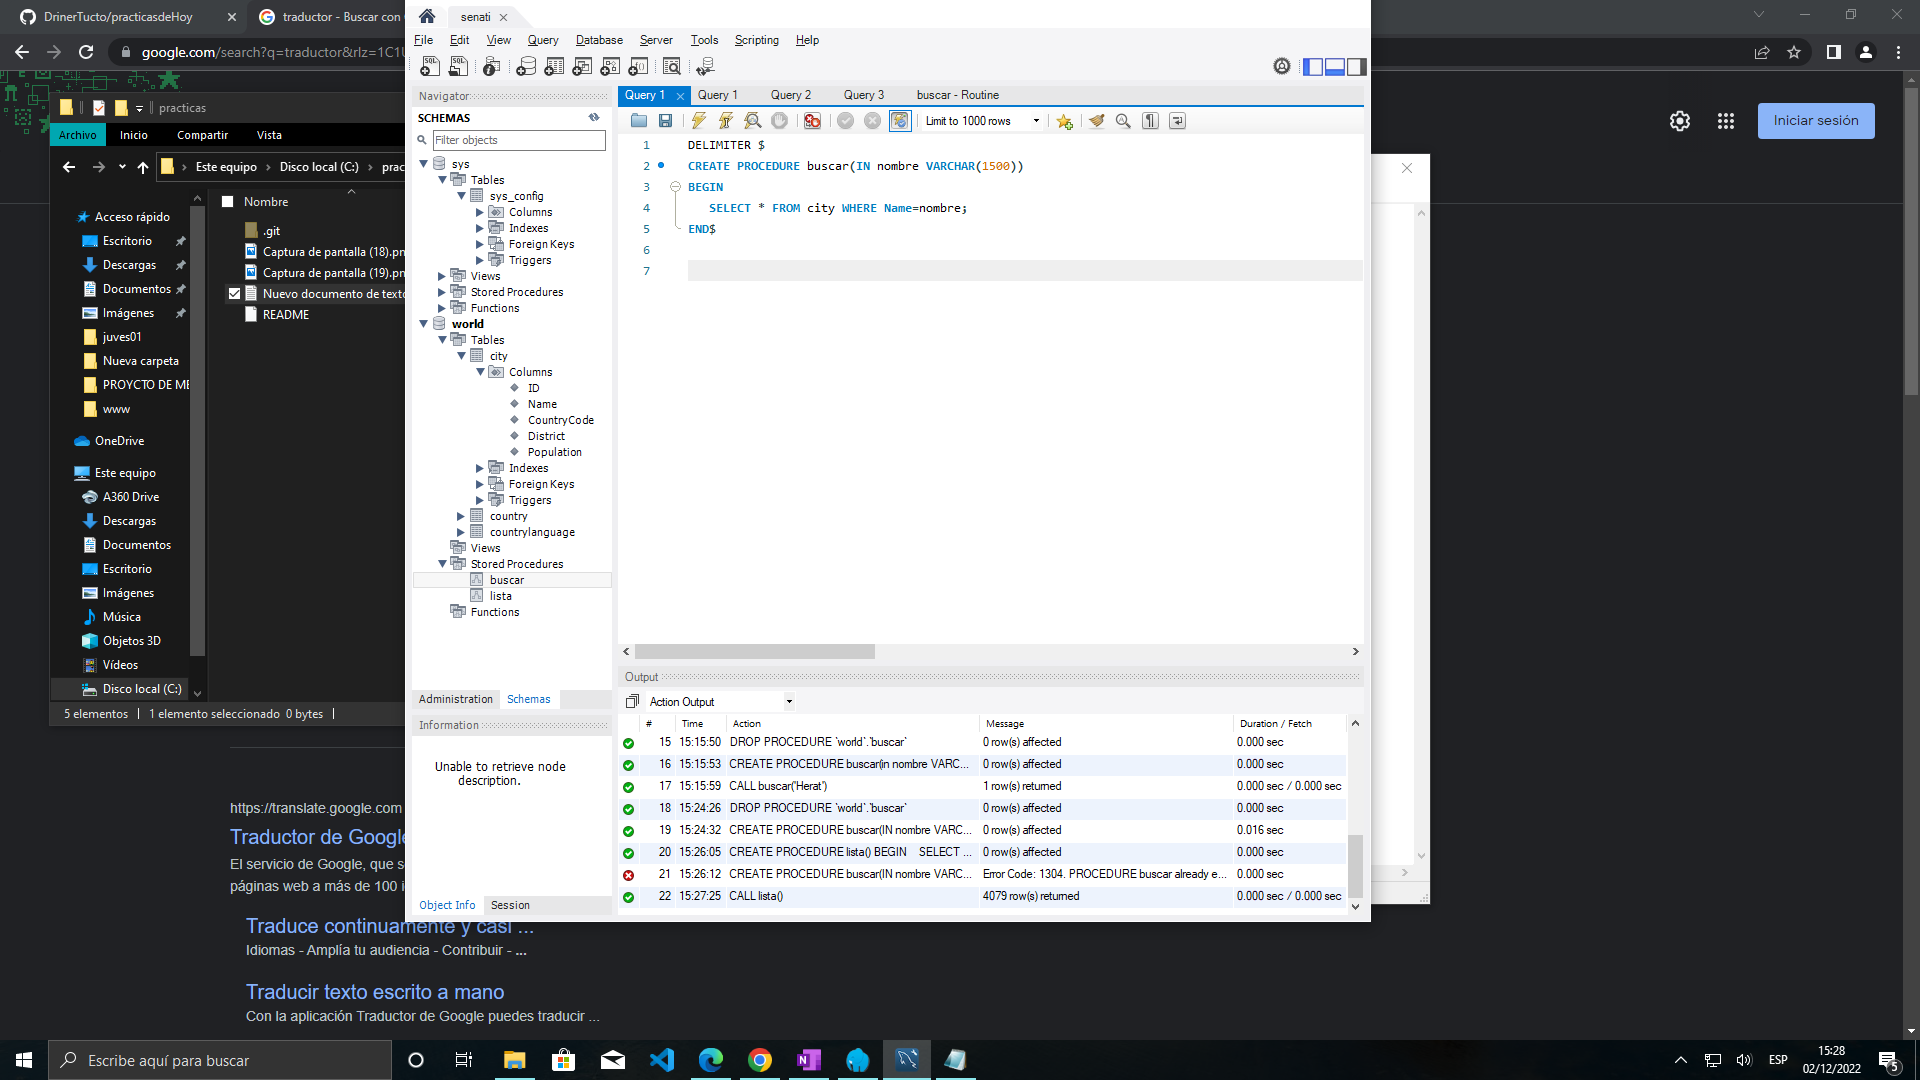 DrinerTucto/practicasdeHoy
traductor - Buscar con
google.com/search?q=traductor&rlz=1C1
Iniciar sesión
practicas
Archivo
Inicio
Compartir
Vista
Este equipo
Disco local (C:)
Nombre
Acceso rápido
Escritorio
Descargas
Documentos
Imágenes
juves01
Nueva carpeta
PROYCTO DE ME
www
OneDrive
Este equipo
A360 Drive
Descargas
Documentos
Escritorio
Imágenes
Música
Objetos 3D
Vídeos
Disco local (C:)
.git
Captura de pantalla (18).pn
Captura de pantalla (19).pn
Nuevo documento de texto
README
5 elementos
1 elemento seleccionado 0 bytes
https://translate.google.com
Traductor de Google
El servicio de Google, que s
páginas web a más de 100 i
Traduce continuamente y casi ...
Idiomas - Amplía tu audiencia - Contribuir - ...
Traducir texto escrito a mano
Con la aplicación Traductor de Google puedes traducir ...
senati
File Edit View Query Database Server Tools Scripting Help
Navigator
SCHEMAS
Filter objects
sys
Tables
sys_config
Columns
Indexes
Foreign Keys
Triggers
Views
Stored Procedures
Functions
world
Tables
city
Columns
ID
Name
CountryCode
District
Population
Indexes
Foreign Keys
Triggers
country
countrylanguage
Views
Stored Procedures
buscar
lista
Functions
Administration Schemas
Information
Unable to retrieve node
description.
Object Info Session
Query 1 Query 1 Query 2 Query 3 buscar - Routine
Limit to 1000 rows
1 DELIMITER $
2 CREATE PROCEDURE buscar(IN nombre VARCHAR(1500))
3 BEGIN
4 SELECT * FROM city WHERE Name=nombre;
5 END$
6
7
Output
Action Output
# Time Action Message Duration / Fetch
15 15:15:50 DROP PROCEDURE `world`.`buscar` 0 row(s) affected 0.000 sec
16 15:15:53 CREATE PROCEDURE buscar(in nombre VARC... 0 row(s) affected 0.000 sec
17 15:15:59 CALL buscar('Herat') 1 row(s) returned 0.000 sec / 0.000 sec
18 15:24:26 DROP PROCEDURE `world`.`buscar` 0 row(s) affected 0.000 sec
19 15:24:32 CREATE PROCEDURE buscar(IN nombre VARC... 0 row(s) affected 0.016 sec
20 15:26:05 CREATE PROCEDURE lista() BEGIN SELECT ... 0 row(s) affected 0.000 sec
21 15:26:12 CREATE PROCEDURE buscar(IN nombre VARC... Error Code: 1304. PROCEDURE buscar already e... 0.000 sec
22 15:27:25 CALL lista() 4079 row(s) returned 0.000 sec / 0.000 sec
Escribe aquí para buscar
ESP
15:28
02/12/2022
5